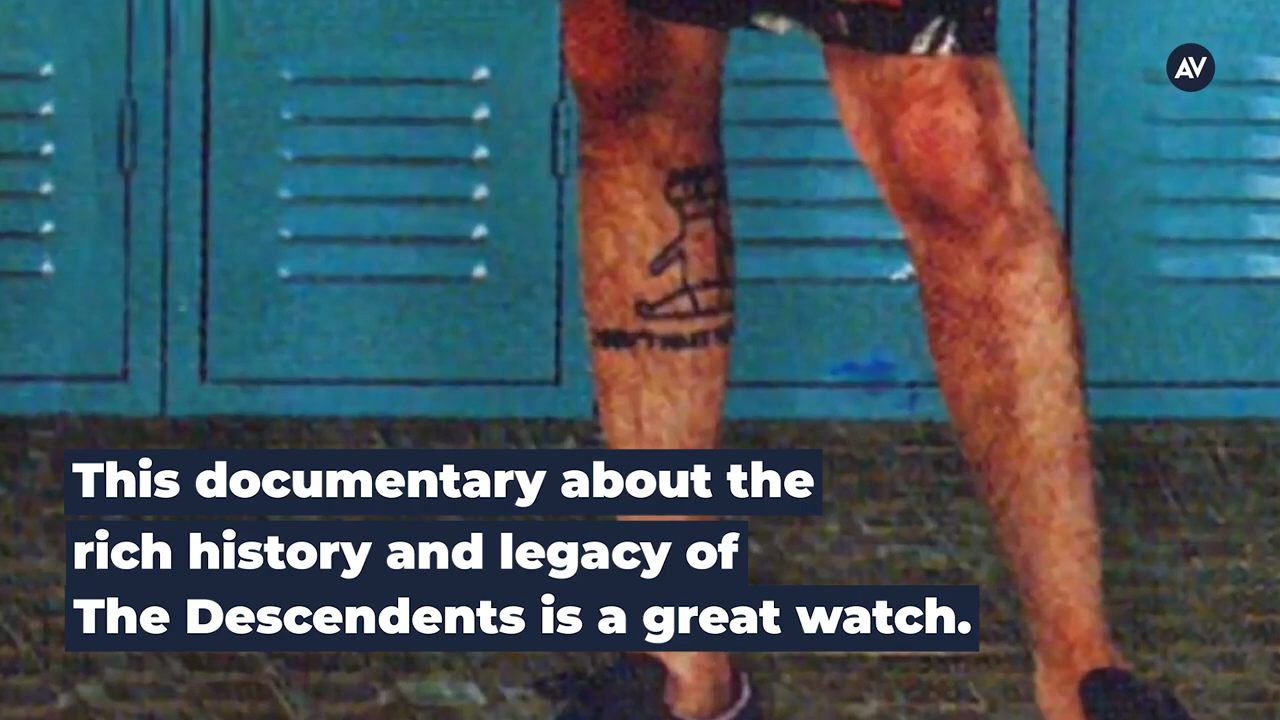 AV
This documentary about the
rich history and legacy of
The Descendents is a great watch.